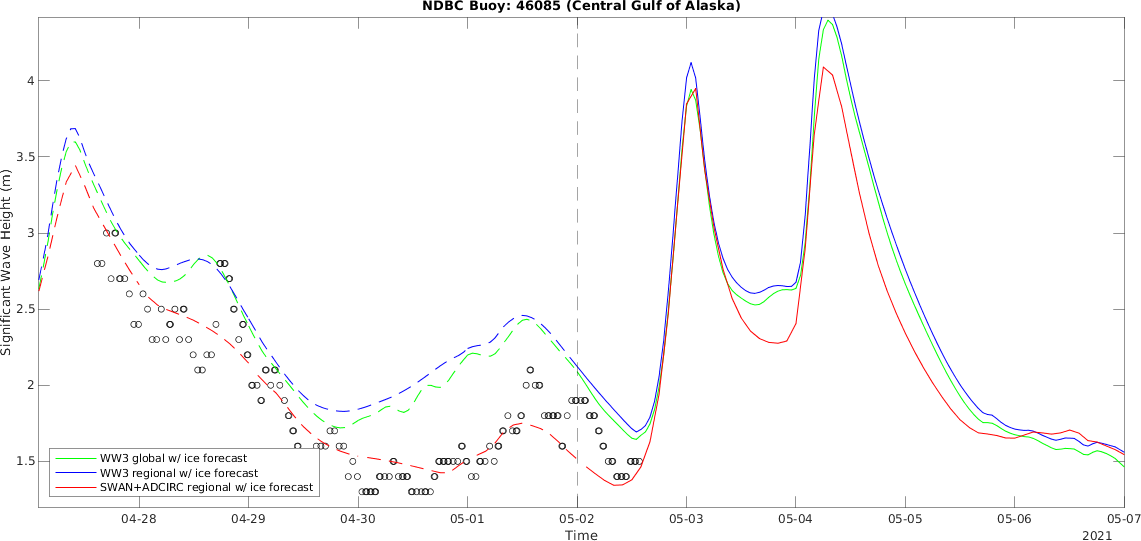 NDBC Buoy: 46085 (Central Gulf of Alaska)
Significant Wave Height (m)
4
3.5
3
2.5
2
1.5
WW3 global w/ ice forecast
WW3 regional w/ ice forecast
SWAN+ADCIRC regional w/ ice forecast
04-28 04-29 04-30 05-01 05-02 05-03 05-04 05-05 05-06 05-07
Time
2021